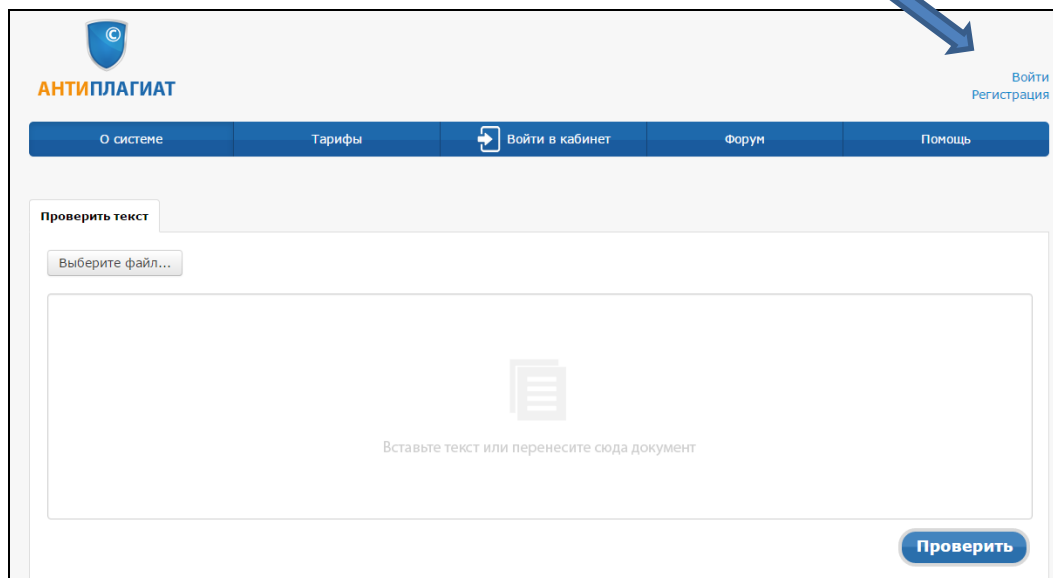 ©
АНТИПЛАГИАТ
Войти
Регистрация
О системе Тарифы Войти в кабинет Форум Помощь
Проверить текст
Выберите файл...
Вставьте текст или перенесите сюда документ
Проверить